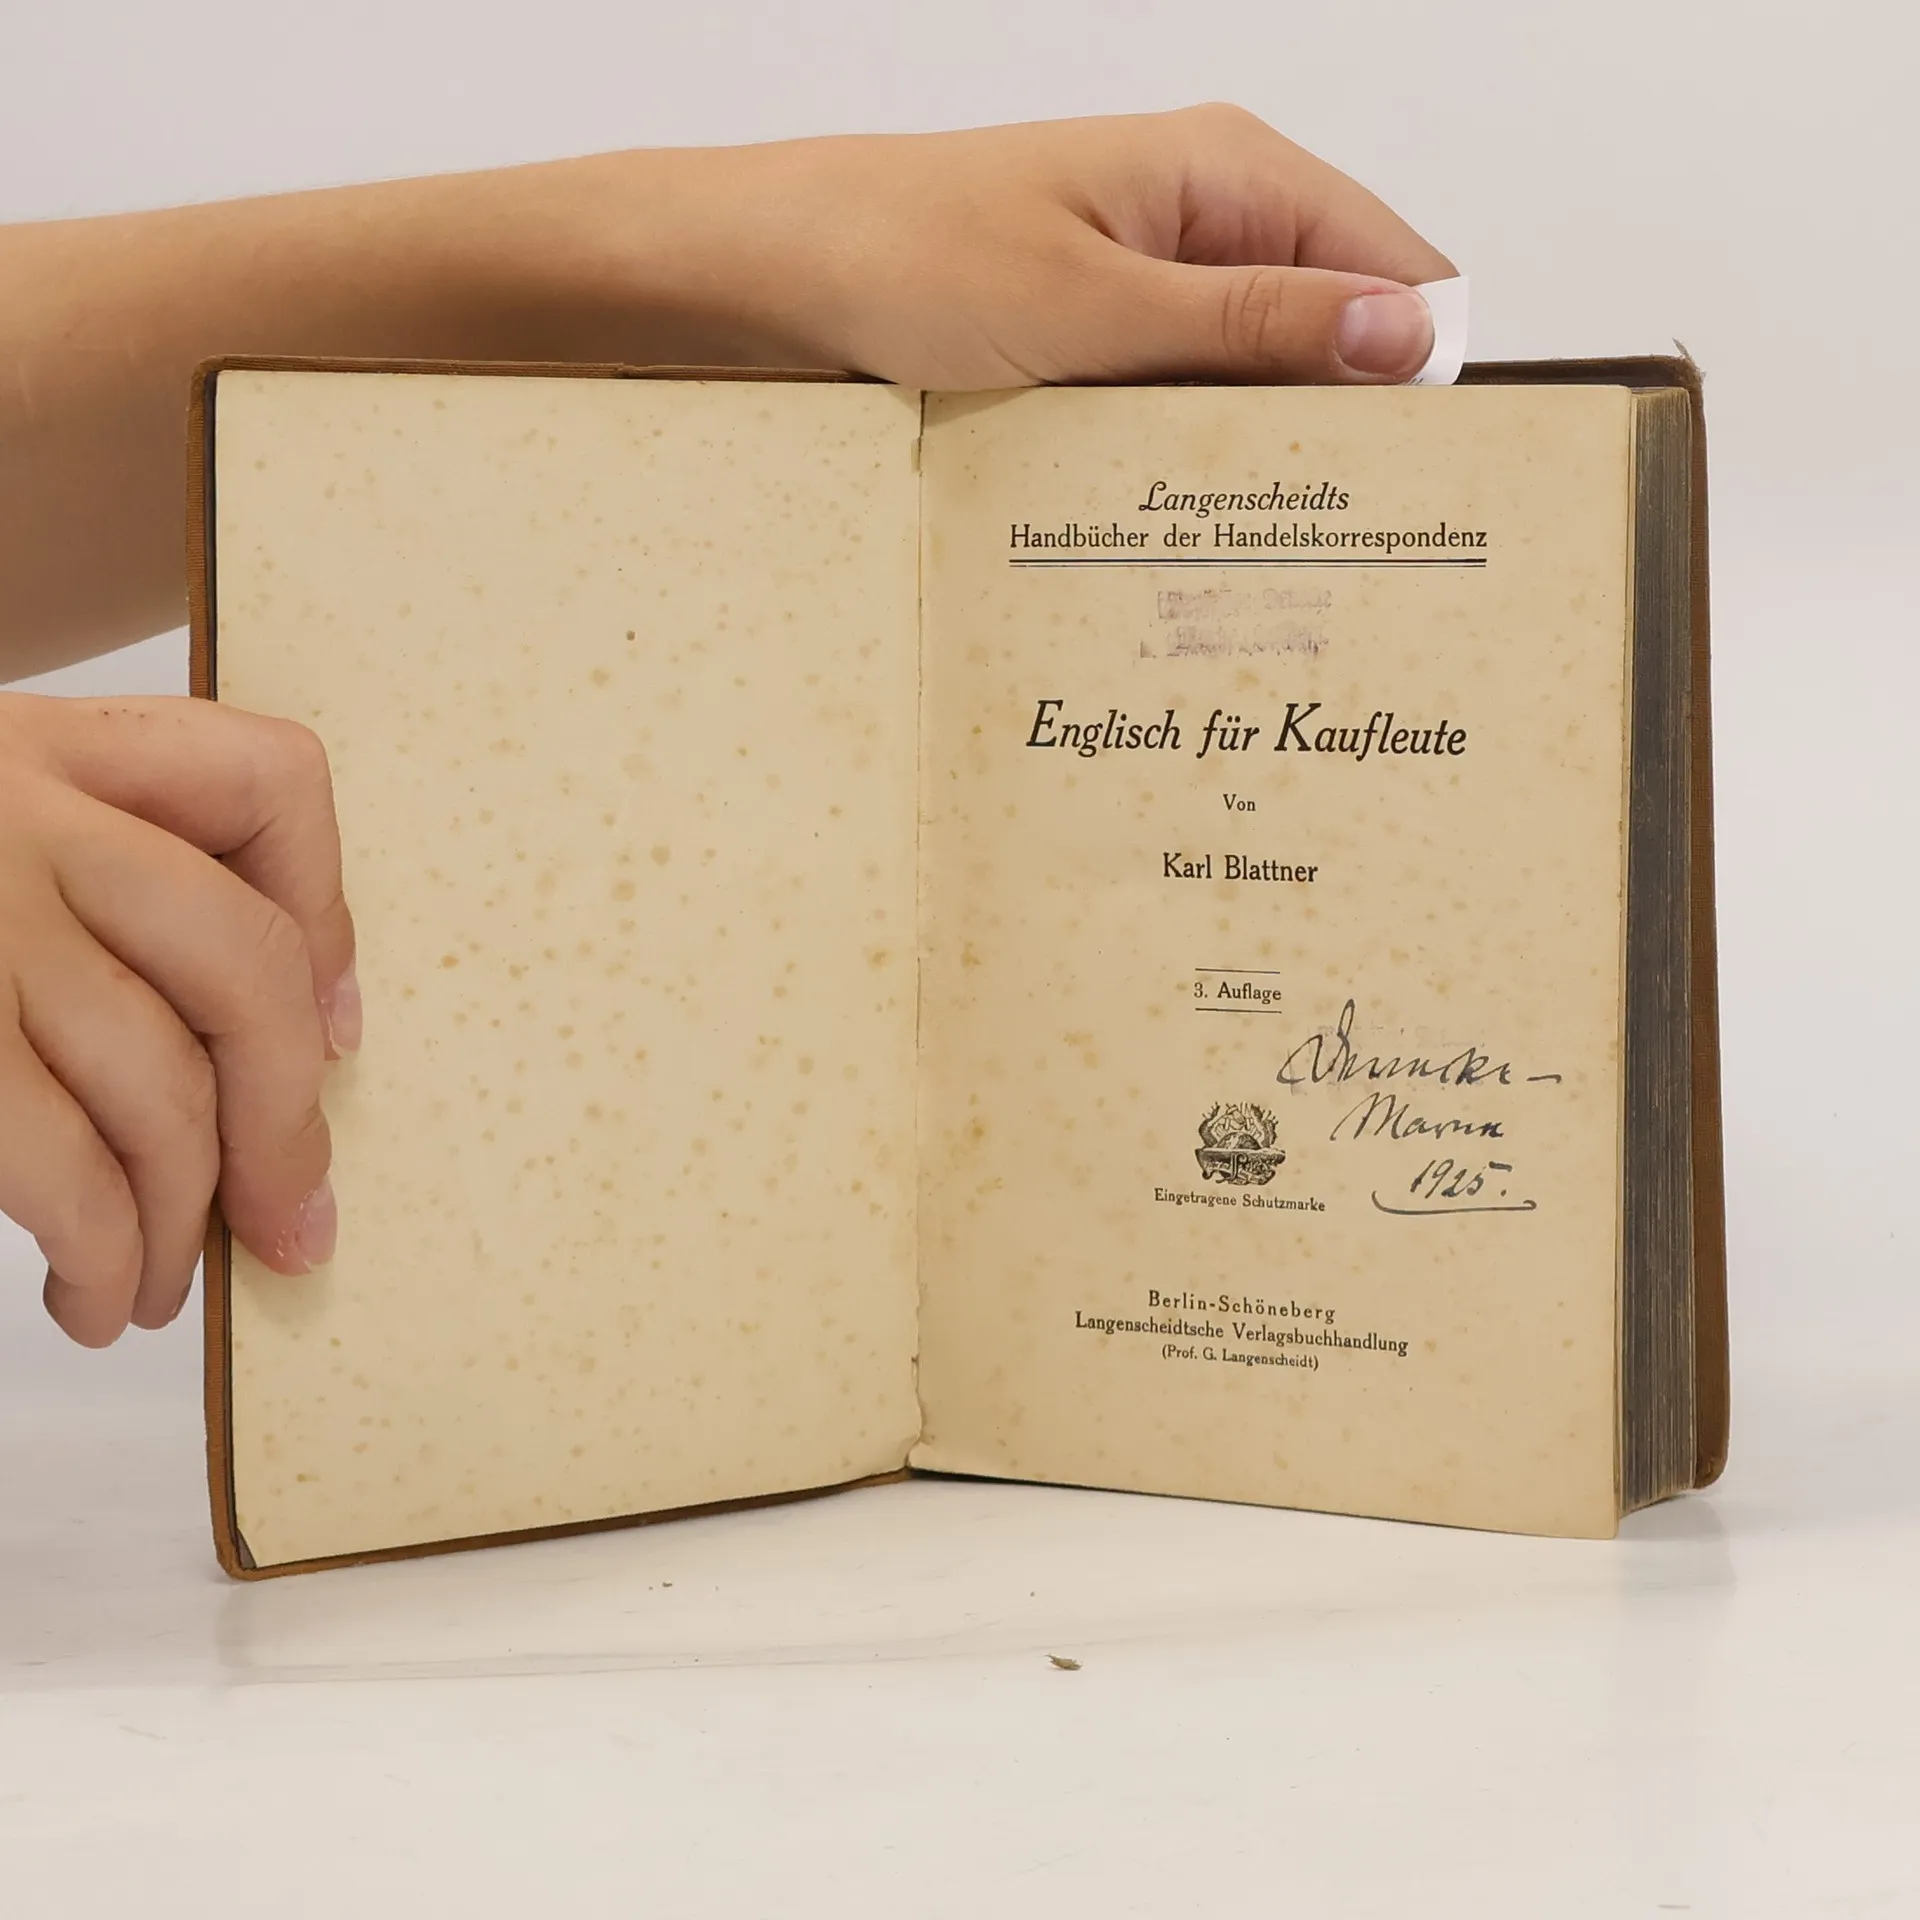 Langenscheidts
Handbücher der Handelskorrespondenz
Englisch für Kaufleute
Von
Karl Blattner
3. Auflage
Marne
1925.
Eingetragene Schutzmarke
Berlin-Schöneberg
Langenscheidtsche Verlagsbuchhandlung
(Prof. G. Langenscheidt)